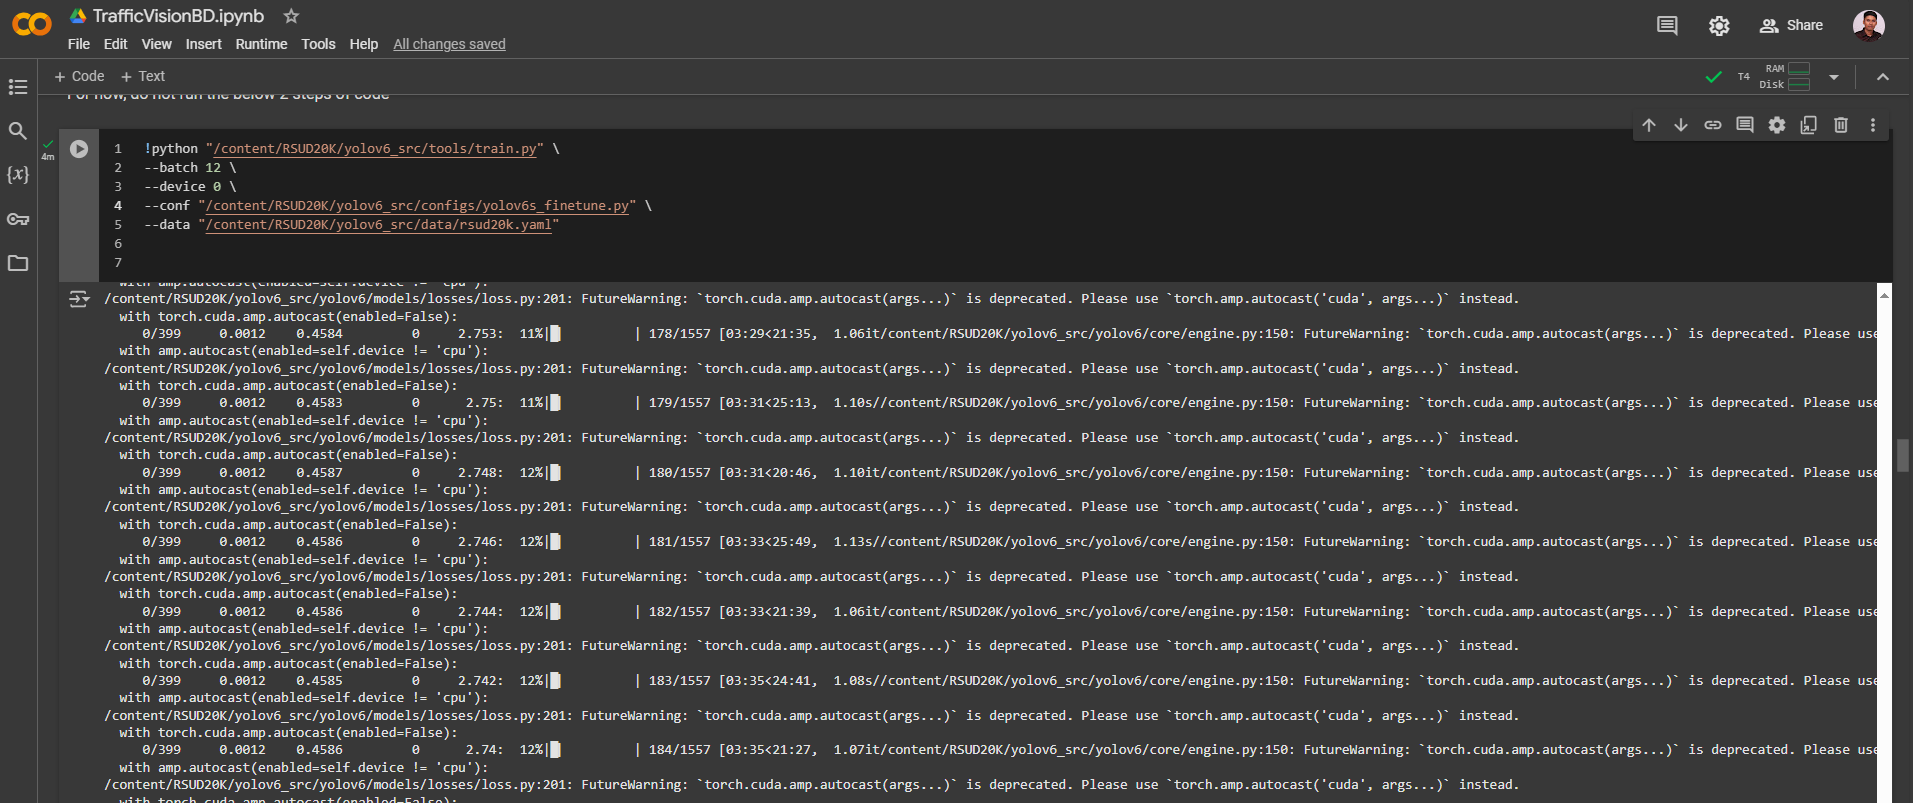 TrafficVisionBD.ipynb
File Edit View Insert Runtime Tools Help All changes saved
Share
+ Code + Text
T4 RAM Disk
For now, do not run the below 2 steps of code
4m
1 !python "/content/RSUD20K/yolov6_src/tools/train.py" \
2 --batch 12 \
3 --device 0 \
4 --conf "/content/RSUD20K/yolov6_src/configs/yolov6s_finetune.py" \
5 --data "/content/RSUD20K/yolov6_src/data/rsud20k.yaml"
6
7
with amp.autocast(enabled=self.device != 'cpu'):
/content/RSUD20K/yolov6_src/yolov6/models/losses/loss.py:201: FutureWarning: `torch.cuda.amp.autocast(args...)` is deprecated. Please use `torch.amp.autocast('cuda', args...)` instead.
with torch.cuda.amp.autocast(enabled=False):
0/399 0.0012 0.4584 0 2.753: 11%| | 178/1557 [03:29<21:35, 1.06it/content/RSUD20K/yolov6_src/yolov6/core/engine.py:150: FutureWarning: `torch.cuda.amp.autocast(args...)` is deprecated. Please use
with amp.autocast(enabled=self.device != 'cpu'):
/content/RSUD20K/yolov6_src/yolov6/models/losses/loss.py:201: FutureWarning: `torch.cuda.amp.autocast(args...)` is deprecated. Please use `torch.amp.autocast('cuda', args...)` instead.
with torch.cuda.amp.autocast(enabled=False):
0/399 0.0012 0.4583 0 2.75: 11%| | 179/1557 [03:31<25:13, 1.10s//content/RSUD20K/yolov6_src/yolov6/core/engine.py:150: FutureWarning: `torch.cuda.amp.autocast(args...)` is deprecated. Please use
with amp.autocast(enabled=self.device != 'cpu'):
/content/RSUD20K/yolov6_src/yolov6/models/losses/loss.py:201: FutureWarning: `torch.cuda.amp.autocast(args...)` is deprecated. Please use `torch.amp.autocast('cuda', args...)` instead.
with torch.cuda.amp.autocast(enabled=False):
0/399 0.0012 0.4587 0 2.748: 12%| | 180/1557 [03:31<20:46, 1.10it/content/RSUD20K/yolov6_src/yolov6/core/engine.py:150: FutureWarning: `torch.cuda.amp.autocast(args...)` is deprecated. Please use
with amp.autocast(enabled=self.device != 'cpu'):
/content/RSUD20K/yolov6_src/yolov6/models/losses/loss.py:201: FutureWarning: `torch.cuda.amp.autocast(args...)` is deprecated. Please use `torch.amp.autocast('cuda', args...)` instead.
with torch.cuda.amp.autocast(enabled=False):
0/399 0.0012 0.4586 0 2.746: 12%| | 181/1557 [03:33<25:49, 1.13s//content/RSUD20K/yolov6_src/yolov6/core/engine.py:150: FutureWarning: `torch.cuda.amp.autocast(args...)` is deprecated. Please use
with amp.autocast(enabled=self.device != 'cpu'):
/content/RSUD20K/yolov6_src/yolov6/models/losses/loss.py:201: FutureWarning: `torch.cuda.amp.autocast(args...)` is deprecated. Please use `torch.amp.autocast('cuda', args...)` instead.
with torch.cuda.amp.autocast(enabled=False):
0/399 0.0012 0.4586 0 2.744: 12%| | 182/1557 [03:33<21:39, 1.06it/content/RSUD20K/yolov6_src/yolov6/core/engine.py:150: FutureWarning: `torch.cuda.amp.autocast(args...)` is deprecated. Please use
with amp.autocast(enabled=self.device != 'cpu'):
/content/RSUD20K/yolov6_src/yolov6/models/losses/loss.py:201: FutureWarning: `torch.cuda.amp.autocast(args...)` is deprecated. Please use `torch.amp.autocast('cuda', args...)` instead.
with torch.cuda.amp.autocast(enabled=False):
0/399 0.0012 0.4585 0 2.742: 12%| | 183/1557 [03:35<24:41, 1.08s//content/RSUD20K/yolov6_src/yolov6/core/engine.py:150: FutureWarning: `torch.cuda.amp.autocast(args...)` is deprecated. Please use
with amp.autocast(enabled=self.device != 'cpu'):
/content/RSUD20K/yolov6_src/yolov6/models/losses/loss.py:201: FutureWarning: `torch.cuda.amp.autocast(args...)` is deprecated. Please use `torch.amp.autocast('cuda', args...)` instead.
with torch.cuda.amp.autocast(enabled=False):
0/399 0.0012 0.4586 0 2.74: 12%| | 184/1557 [03:35<21:27, 1.07it/content/RSUD20K/yolov6_src/yolov6/core/engine.py:150: FutureWarning: `torch.cuda.amp.autocast(args...)` is deprecated. Please use
with amp.autocast(enabled=self.device != 'cpu'):
/content/RSUD20K/yolov6_src/yolov6/models/losses/loss.py:201: FutureWarning: `torch.cuda.amp.autocast(args...)` is deprecated. Please use `torch.amp.autocast('cuda', args...)` instead.
with torch.cuda.amp.autocast(enabled=False):